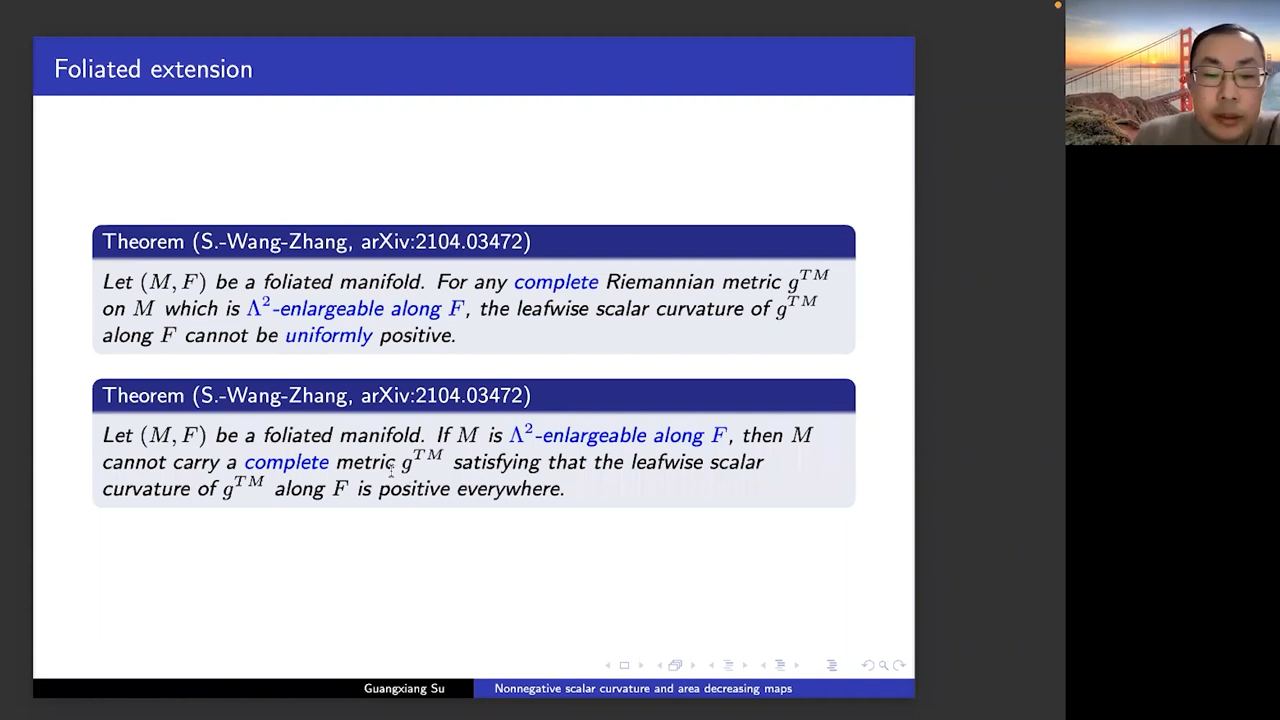 Foliated extension
Theorem (S.-Wang-Zhang, arXiv:2104.03472)
Let (M, F) be a foliated manifold. For any complete Riemannian metric g^{TM}
on M which is Λ²-enlargeable along F, the leafwise scalar curvature of g^{TM}
along F cannot be uniformly positive.
Theorem (S.-Wang-Zhang, arXiv:2104.03472)
Let (M, F) be a foliated manifold. If M is Λ²-enlargeable along F, then M
cannot carry a complete metric g^{TM} satisfying that the leafwise scalar
curvature of g^{TM} along F is positive everywhere.
Guangxiang Su
Nonnegative scalar curvature and area decreasing maps